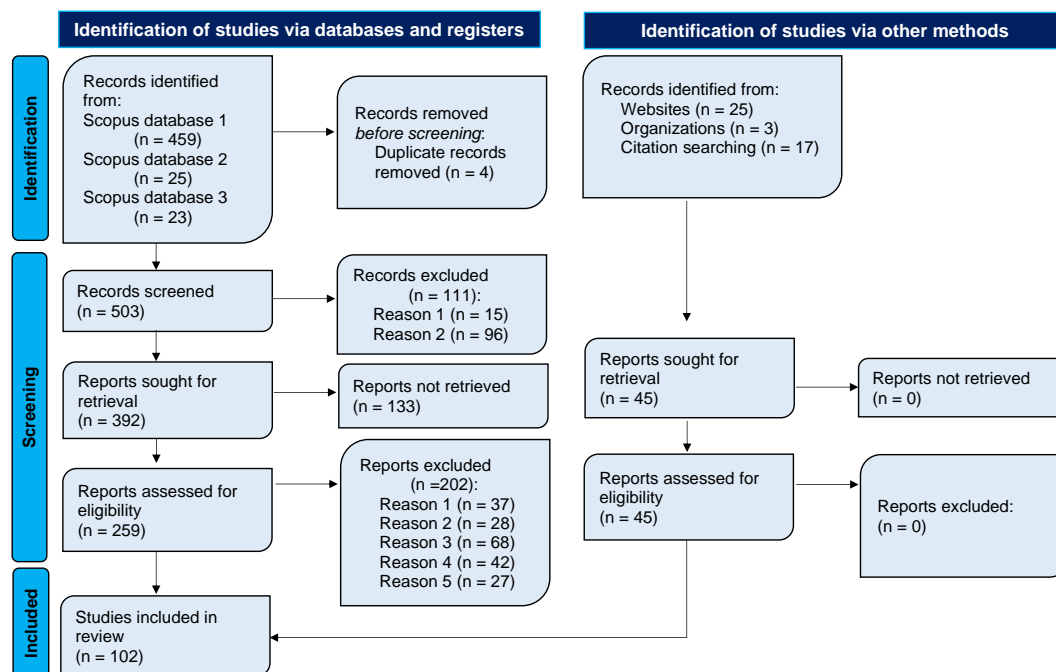 Identification of studies via databases and registers
Identification of studies via other methods
Identification
Records identified
from:
Scopus database 1
(n = 459)
Scopus database 2
(n = 25)
Scopus database 3
(n = 23)
Records removed
before screening:
Duplicate records
removed (n = 4)
Records identified from:
Websites (n = 25)
Organizations (n = 3)
Citation searching (n = 17)
Screening
Records screened
(n = 503)
Records excluded
(n = 111):
Reason 1 (n = 15)
Reason 2 (n = 96)
Reports sought for
retrieval
(n = 392)
Reports not retrieved
(n = 133)
Reports sought for
retrieval
(n = 45)
Reports not retrieved
(n = 0)
Reports assessed for
eligibility
(n = 259)
Reports excluded
(n =202):
Reason 1 (n = 37)
Reason 2 (n = 28)
Reason 3 (n = 68)
Reason 4 (n = 42)
Reason 5 (n = 27)
Reports assessed for
eligibility
(n = 45)
Reports excluded:
(n = 0)
Included
Studies included in
review
(n = 102)